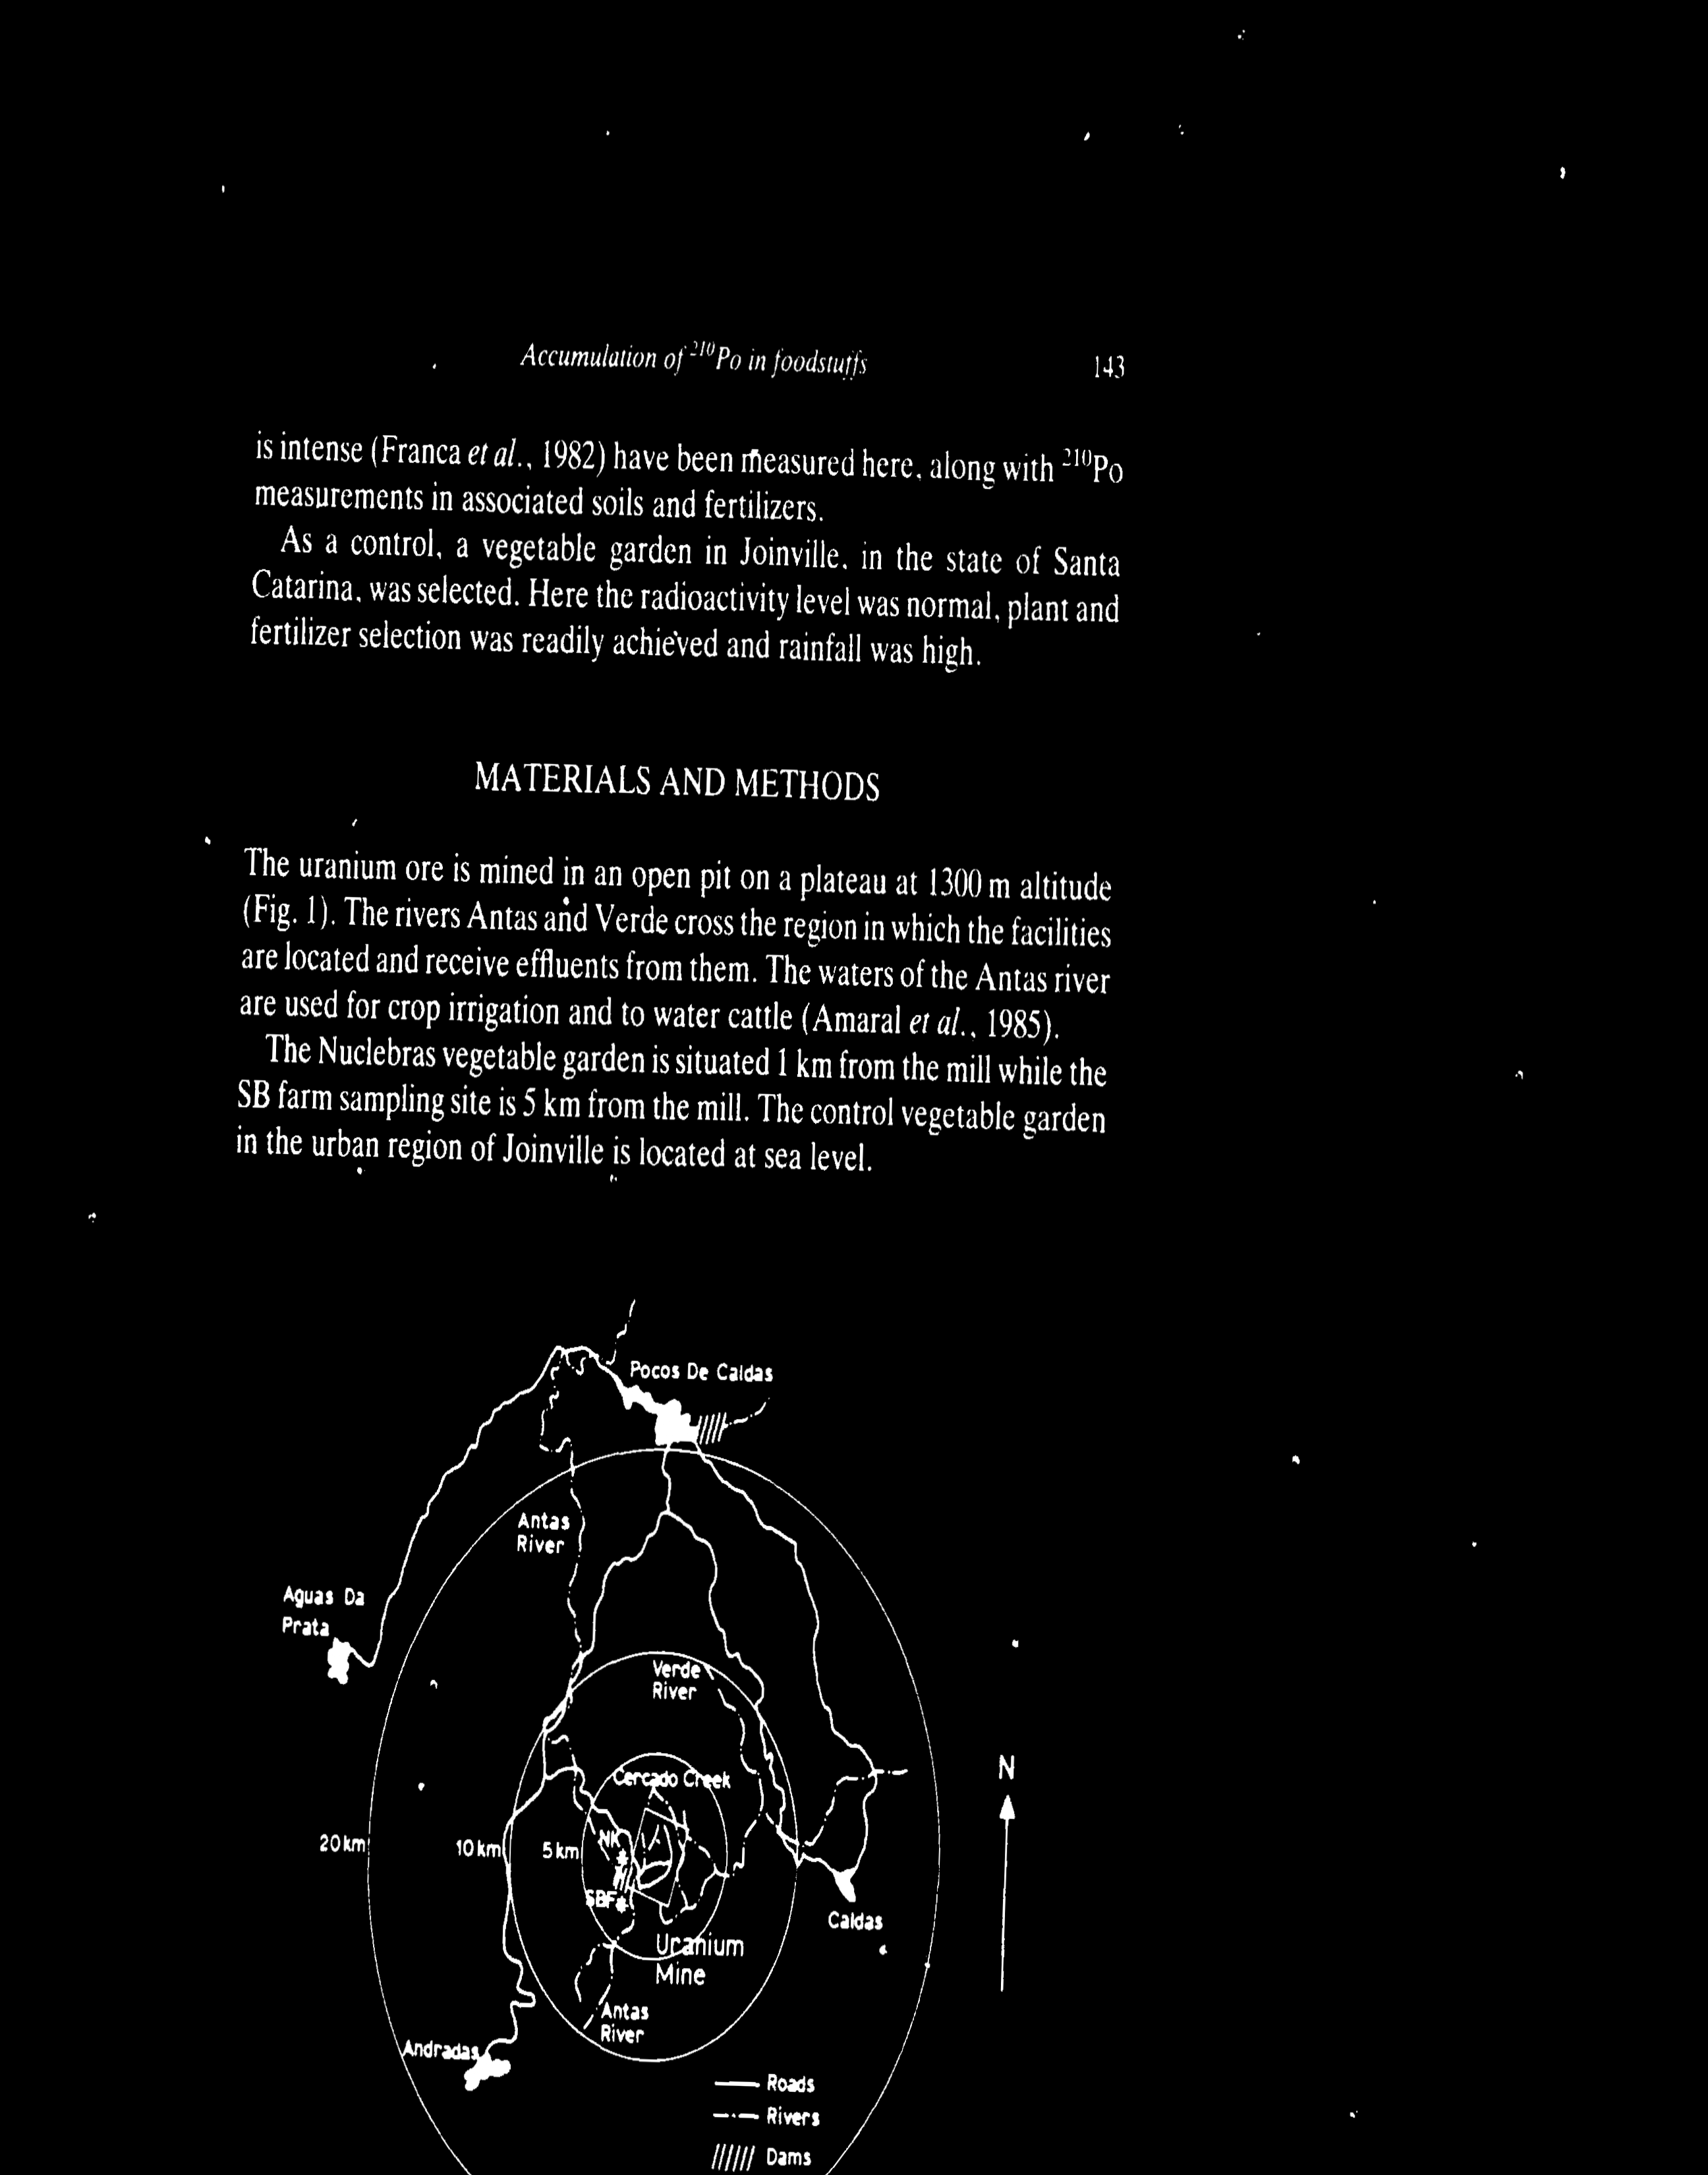 Accumulation of ²¹⁰Po in foodstuffs 143
is intense (Franca et al., 1982) have been measured here, along with ²¹⁰Po
measurements in associated soils and fertilizers.
As a control, a vegetable garden in Joinville, in the state of Santa
Catarina, was selected. Here the radioactivity level was normal, plant and
fertilizer selection was readily achieved and rainfall was high.
MATERIALS AND METHODS
The uranium ore is mined in an open pit on a plateau at 1300 m altitude
(Fig. 1). The rivers Antas and Verde cross the region in which the facilities
are located and receive effluents from them. The waters of the Antas river
are used for crop irrigation and to water cattle (Amaral et al., 1985).
The Nuclebras vegetable garden is situated 1 km from the mill while the
SB farm sampling site is 5 km from the mill. The control vegetable garden
in the urban region of Joinville is located at sea level.
Pocos De Caldas
Antas
River
Aguas Da
Prata
Verde
River
N
Cercado Creek
20 km 10 km 5 km NK
SBF
Caldas
Uranium
Mine
Antas
River
Andradas
Roads
Rivers
Dams